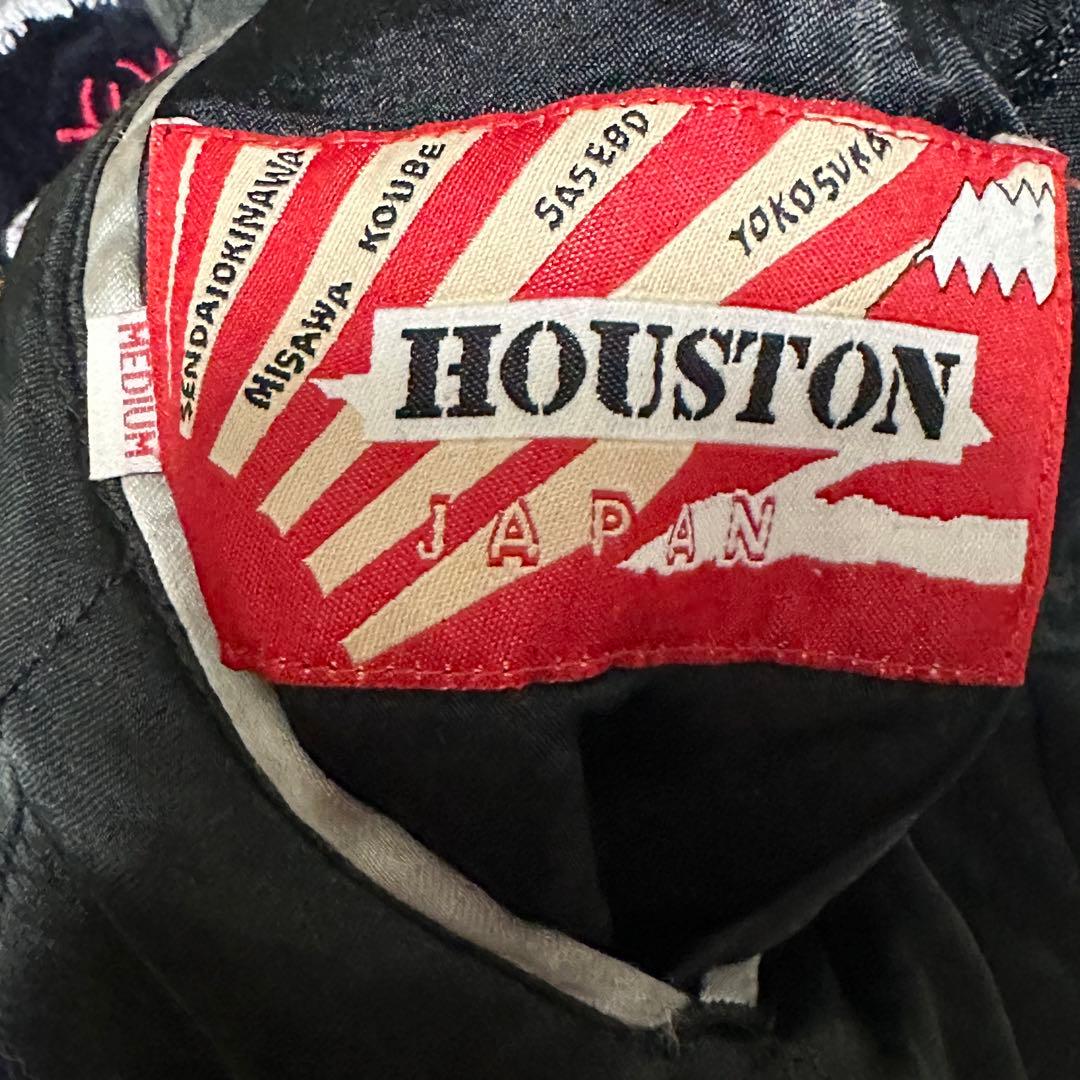 SENDAIOKINAWA
MISAWA KOUBE
SASEBO
YOKOSUKA
HOUSTON
JAPAN
MEDIUM